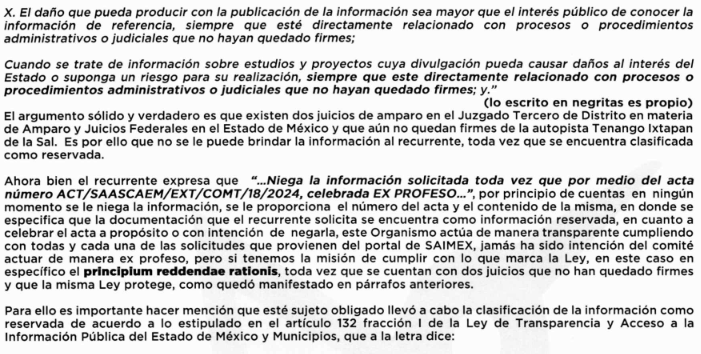 X. El daño que pueda producir con la publicación de la información sea mayor que el interés público de conocer la
información de referencia, siempre que esté directamente relacionado con procesos o procedimientos
administrativos o judiciales que no hayan quedado firmes;
Cuando se trate de información sobre estudios y proyectos cuya divulgación pueda causar daños al interés del
Estado o suponga un riesgo para su realización, siempre que este directamente relacionado con procesos o
procedimientos administrativos o judiciales que no hayan quedado firmes; y."
(lo escrito en negritas es propio)
El argumento sólido y verdadero es que existen dos juicios de amparo en el Juzgado Tercero de Distrito en materia
de Amparo y Juicios Federales en el Estado de México y que aún no quedan firmes de la autopista Tenango Ixtapan
de la Sal. Es por ello que no se le puede brindar la información al recurrente, toda vez que se encuentra clasificada
como reservada.
Ahora bien el recurrente expresa que "...Niega la información solicitada toda vez que por medio del acta
número ACT/SAASCAEM/EXT/COMT/18/2024, celebrada EX PROFESO...", por principio de cuentas en ningún
momento se le niega la información, se le proporciona el número del acta y el contenido de la misma, en donde se
especifica que la documentación que el recurrente solicita se encuentra como información reservada, en cuanto a
celebrar el acta a propósito o con intención de negarla, este Organismo actúa de manera transparente cumpliendo
con todas y cada una de las solicitudes que provienen del portal de SAIMEX, jamás ha sido intención del comité
actuar de manera ex profeso, pero si tenemos la misión de cumplir con lo que marca la Ley, en este caso en
específico el principium reddendae rationis, toda vez que se cuentan con dos juicios que no han quedado firmes
y que la misma Ley protege, como quedó manifestado en párrafos anteriores.
Para ello es importante hacer mención que esté sujeto obligado llevó a cabo la clasificación de la información como
reservada de acuerdo a lo estipulado en el artículo 132 fracción I de la Ley de Transparencia y Acceso a la
Información Pública del Estado de México y Municipios, que a la letra dice: